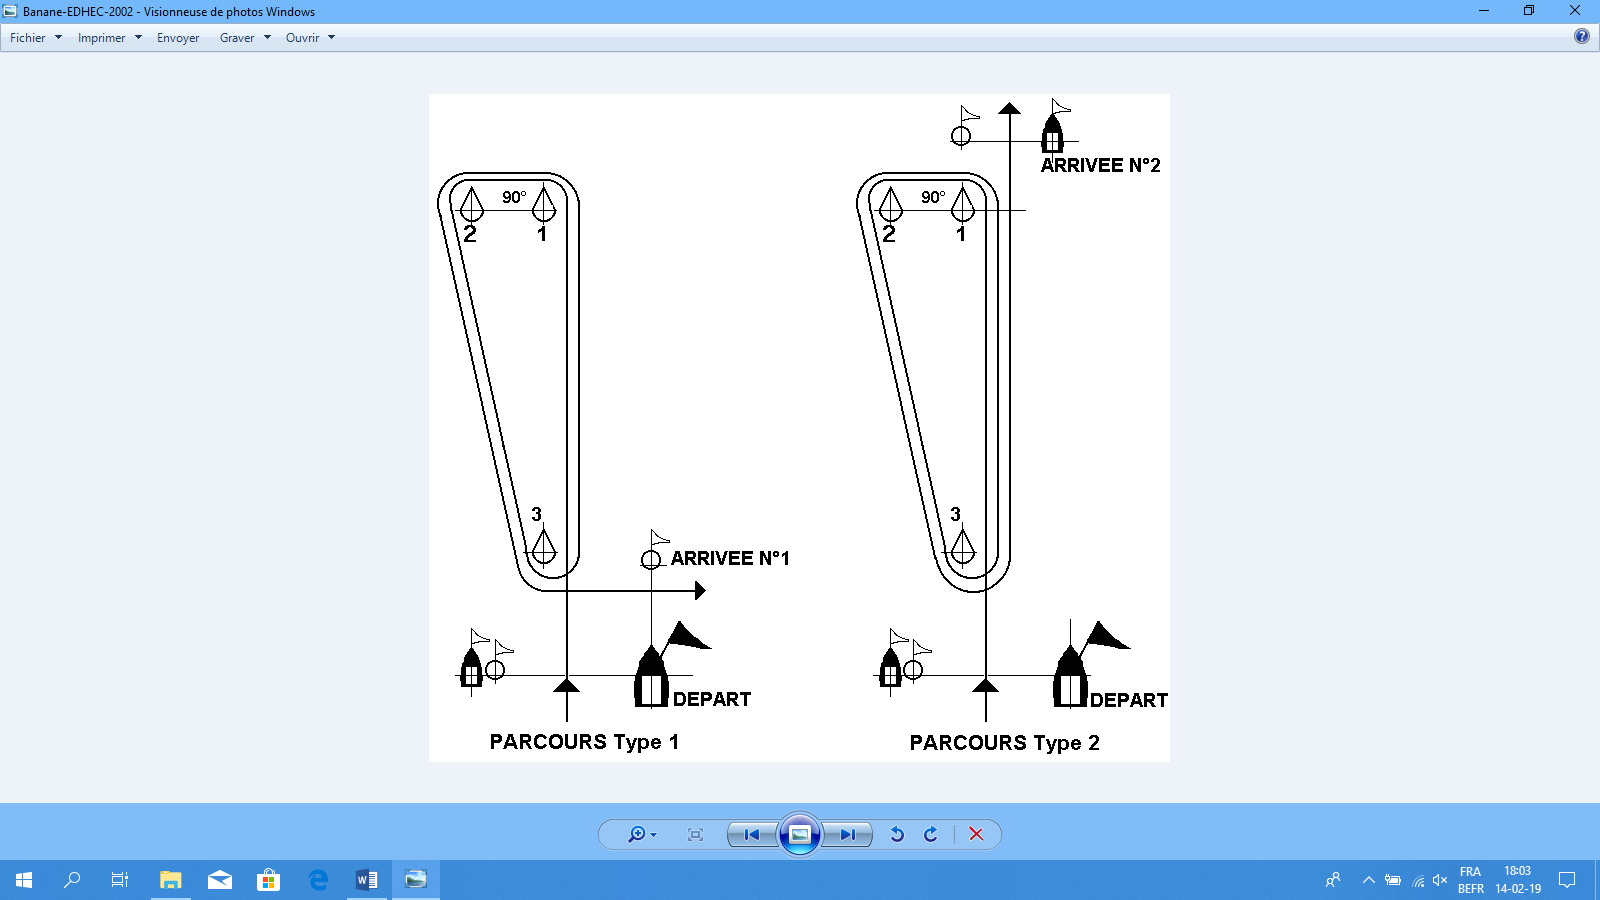 Banane-EDHEC-2002 - Visionneuse de photos Windows
Fichier Imprimer Envoyer Graver Ouvrir
ARRIVEE N°2
90°
2 1
3
ARRIVEE N°1
DEPART
PARCOURS Type 1
90°
2 1
3
DEPART
PARCOURS Type 2
FRA
BEFR
18:03
14-02-19